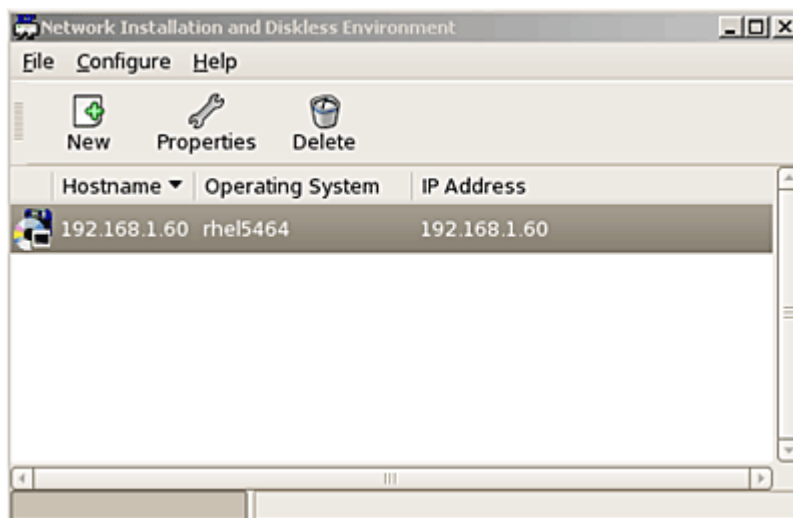 Network Installation and Diskless Environment
File Configure Help
New Properties Delete
Hostname Operating System IP Address
192.168.1.60 rhel5464 192.168.1.60